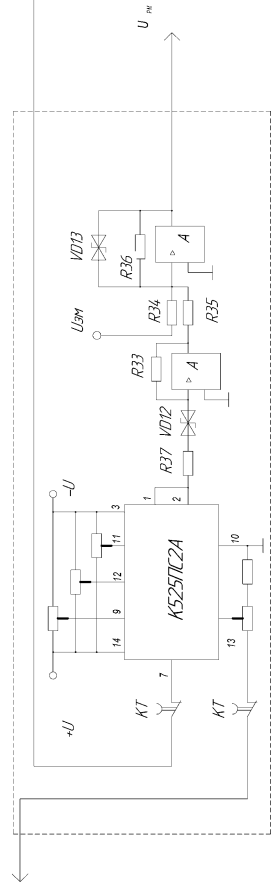 U рм
VD13
R36
A
Uзм
R34
R35
R33
A
VD12
R37
-U
3
1
11
2
12
К525ПС2А
9
10
14
13
7
+U
КТ
КТ